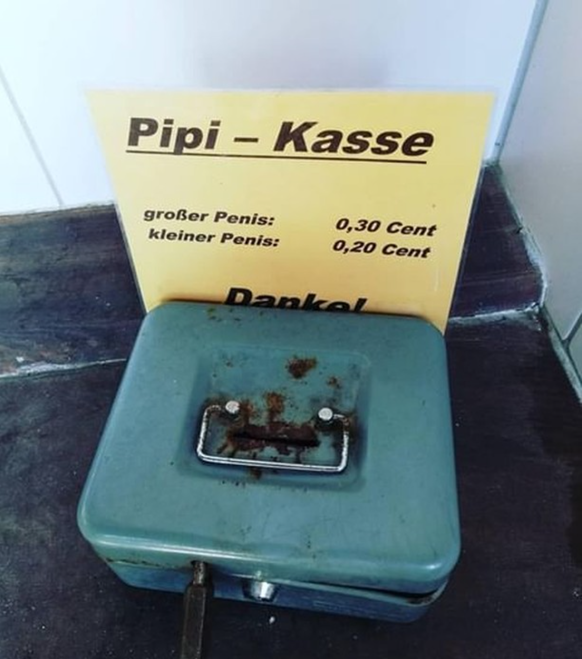 Pipi – Kasse
großer Penis: 0,30 Cent
kleiner Penis: 0,20 Cent
Danke!